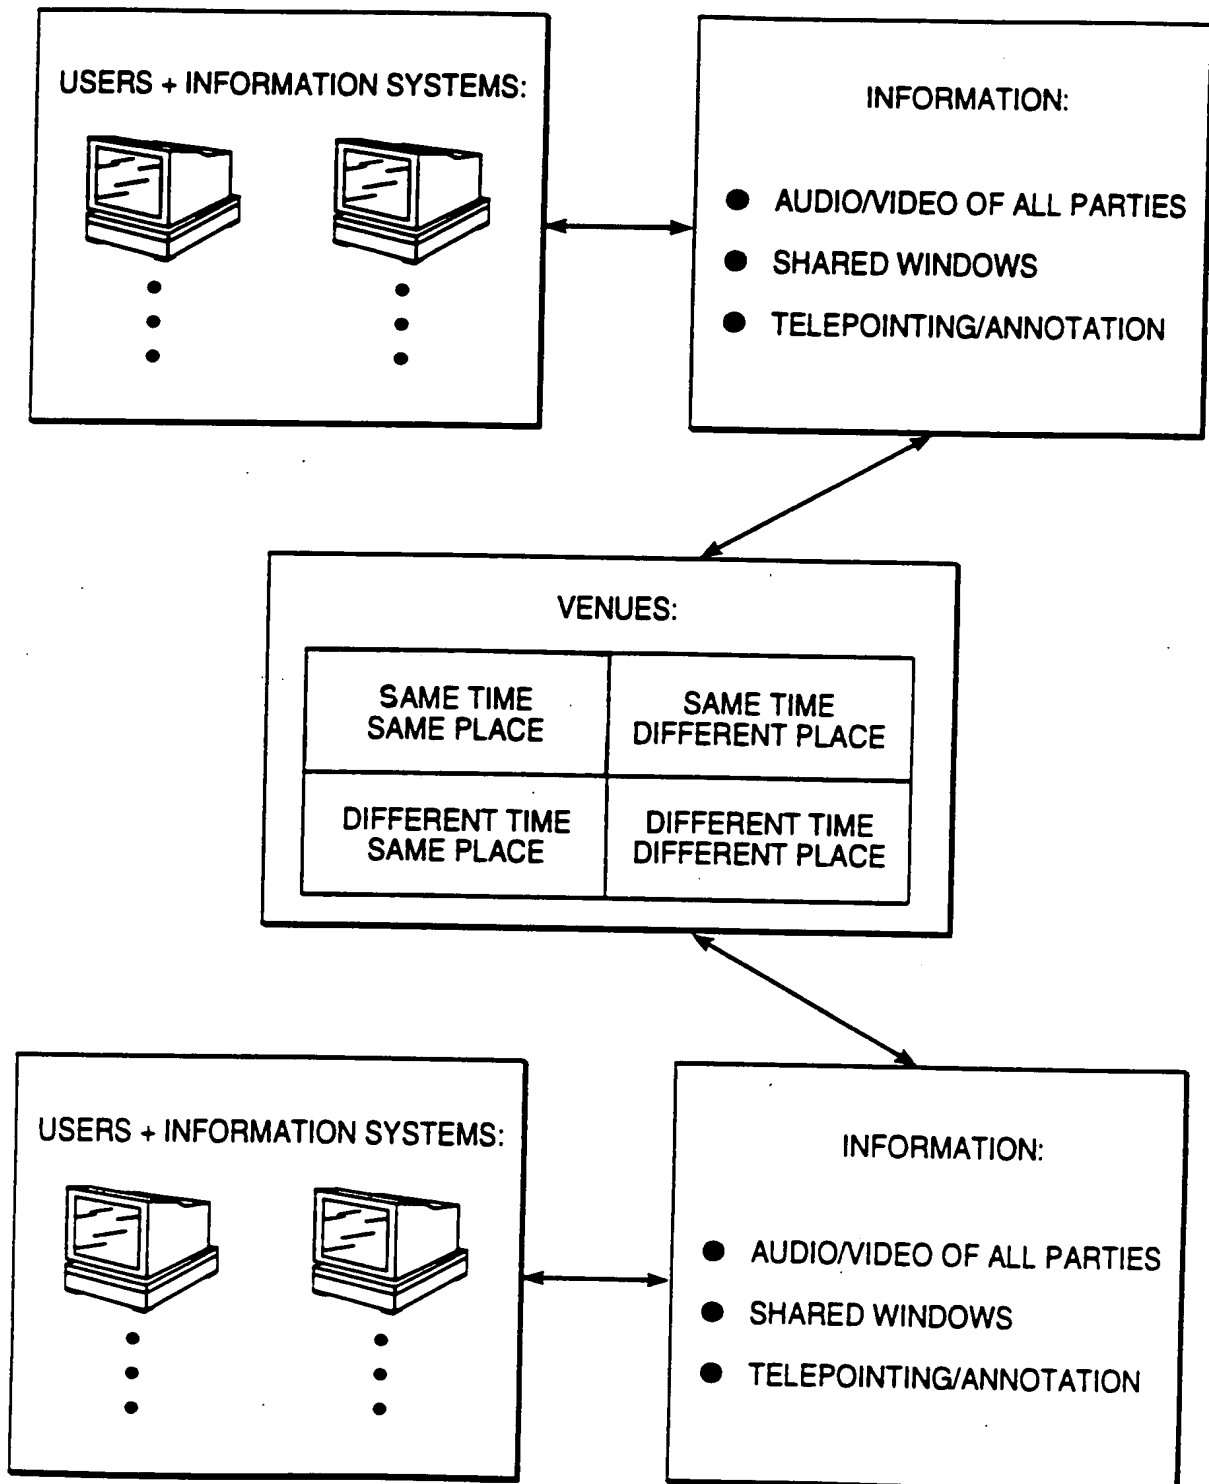 USERS + INFORMATION SYSTEMS:
INFORMATION:
● AUDIO/VIDEO OF ALL PARTIES
● SHARED WINDOWS
● TELEPOINTING/ANNOTATION
VENUES:
SAME TIME
SAME PLACE
SAME TIME
DIFFERENT PLACE
DIFFERENT TIME
SAME PLACE
DIFFERENT TIME
DIFFERENT PLACE
USERS + INFORMATION SYSTEMS:
INFORMATION:
● AUDIO/VIDEO OF ALL PARTIES
● SHARED WINDOWS
● TELEPOINTING/ANNOTATION